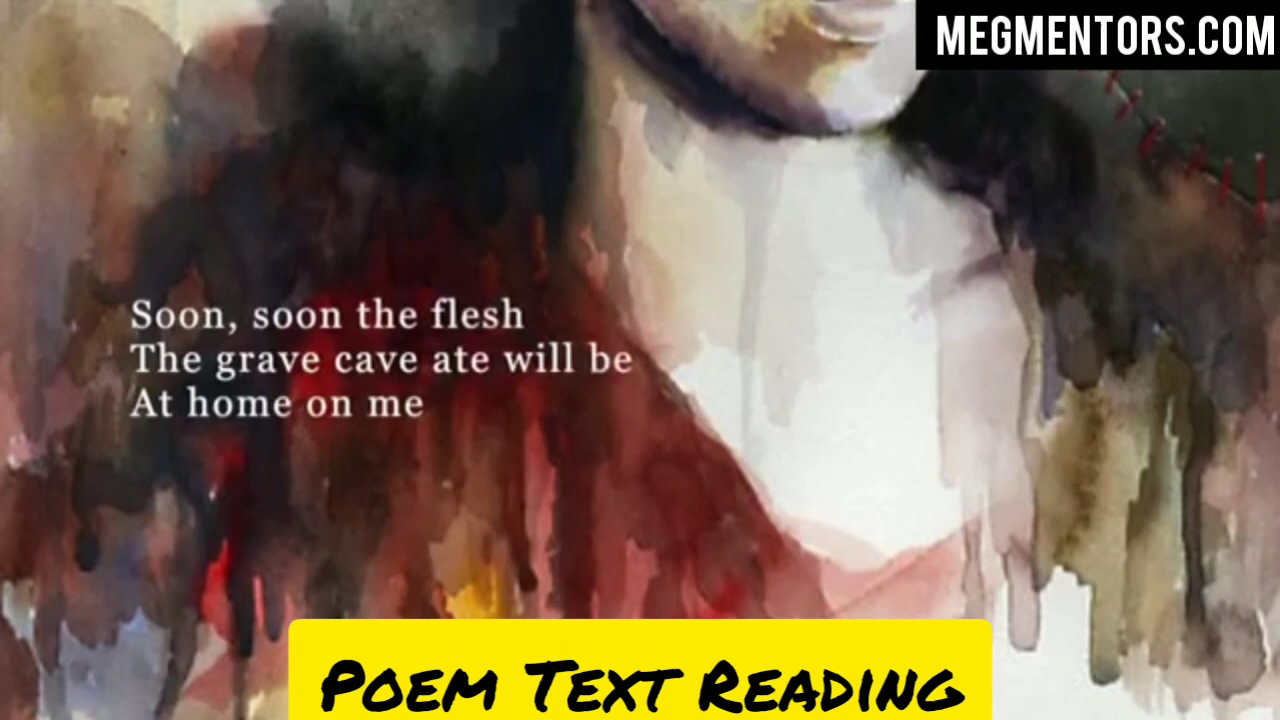 MEGMENTORS.COM
Soon, soon the flesh
The grave cave ate will be
At home on me
POEM TEXT READING